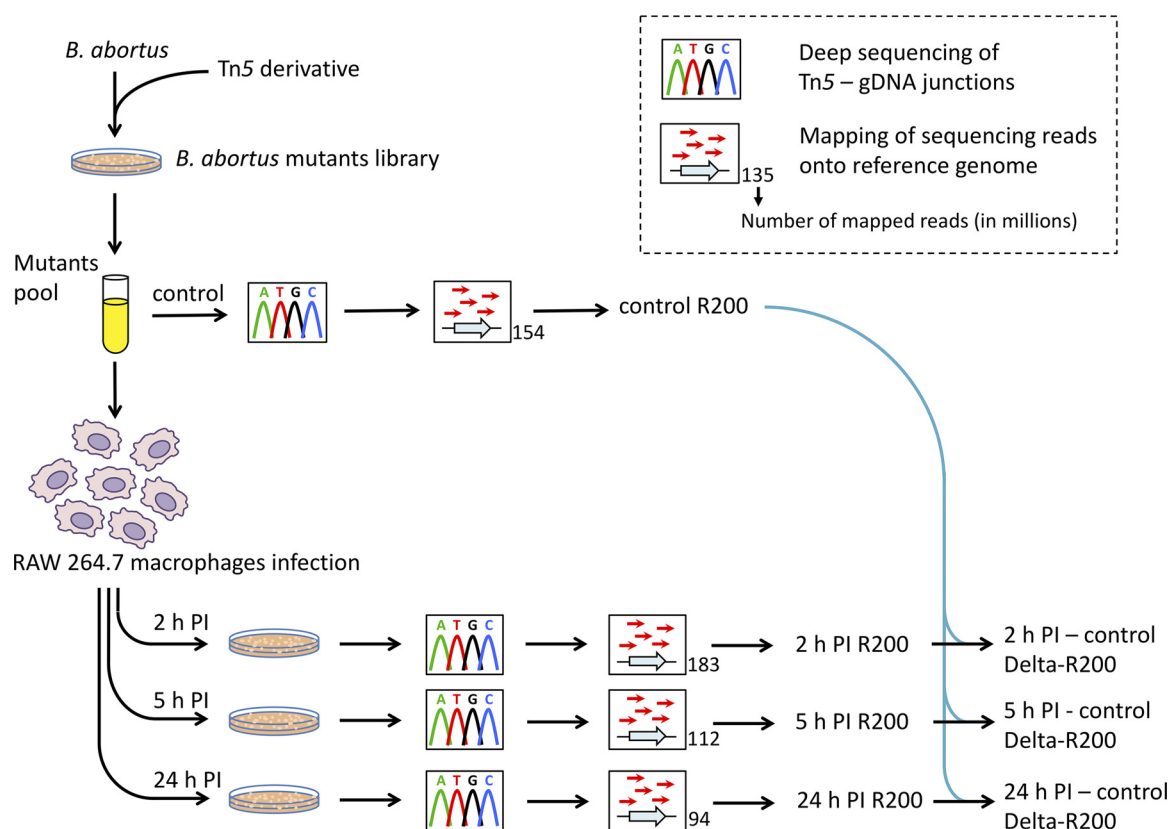 B. abortus
Tn5 derivative
B. abortus mutants library
A T G C
Deep sequencing of
Tn5 – gDNA junctions
Mapping of sequencing reads
onto reference genome
135
Number of mapped reads (in millions)
Mutants
pool
control
A T G C
154
control R200
RAW 264.7 macrophages infection
2 h PI
A T G C
183
2 h PI R200
2 h PI – control
Delta-R200
5 h PI
A T G C
112
5 h PI R200
5 h PI - control
Delta-R200
24 h PI
A T G C
94
24 h PI R200
24 h PI – control
Delta-R200